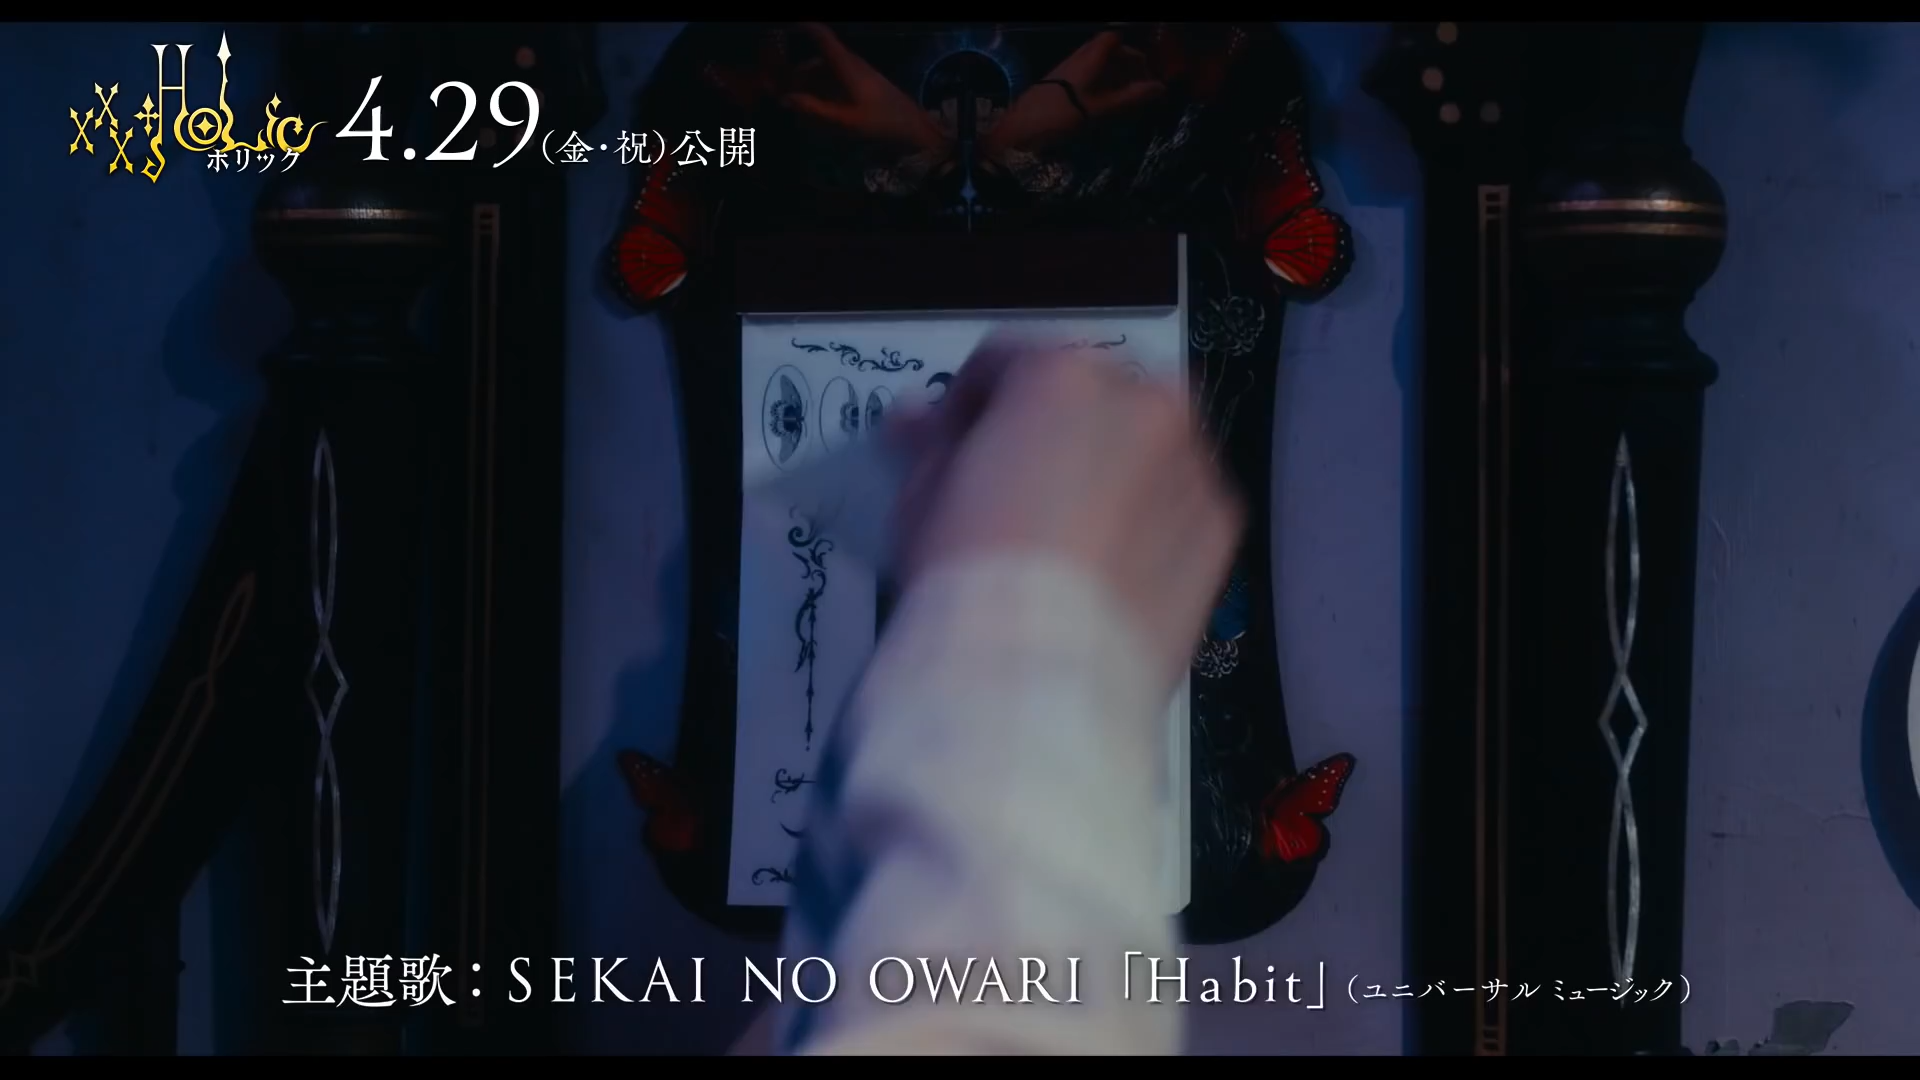 xxxHOLiC
ホリック
4.29(金・祝)公開
主題歌：SEKAI NO OWARI「Habit」(ユニバーサル ミュージック)